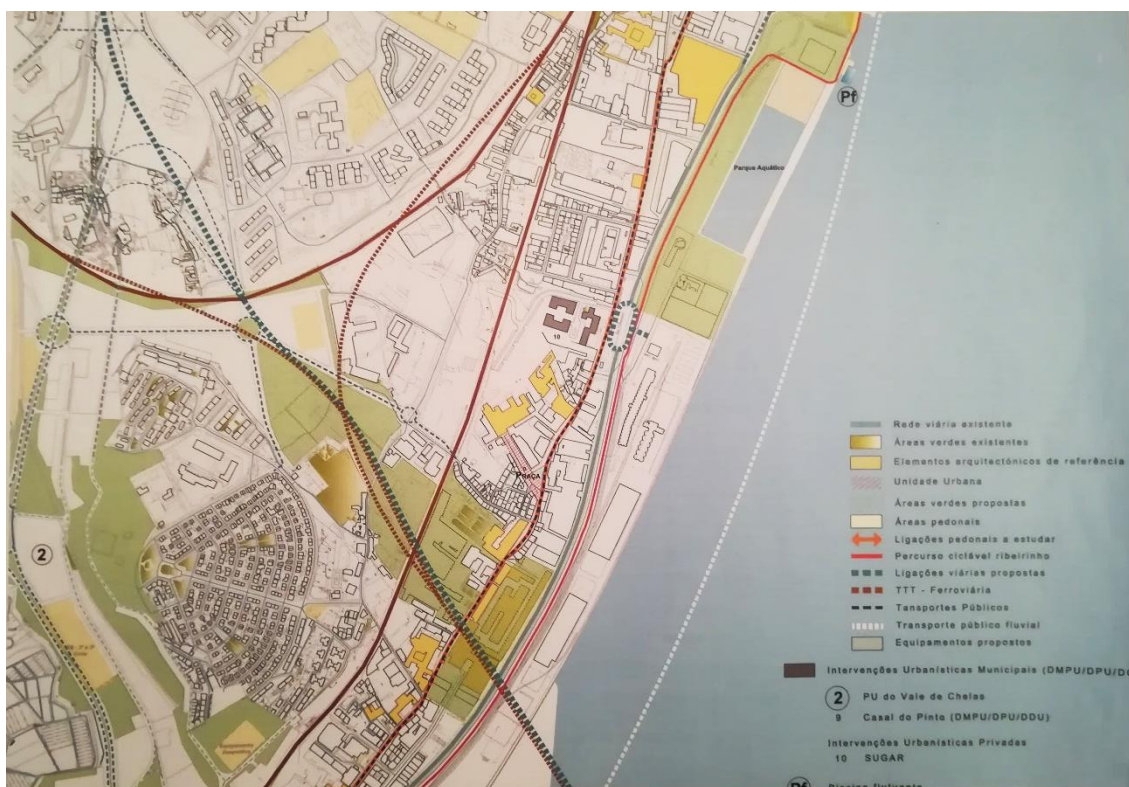 Pf
Parque Aquático
10
PRAÇA
2
Rede viária existente
Áreas verdes existentes
Elementos arquitectónicos de referência
Unidade Urbana
Áreas verdes propostas
Áreas pedonais
Ligações pedonais a estudar
Percurso ciclável ribeirinho
Ligações viárias propostas
TTT - Ferroviária
Tansportes Públicos
Transporte público fluvial
Equipamentos propostos
Intervenções Urbanísticas Municipais (DMPU/DPU/D
2 PU do Vale de Chelas
9 Casal do Pinto (DMPU/DPU/DDU)
Intervenções Urbanísticas Privadas
10 SUGAR
Pf